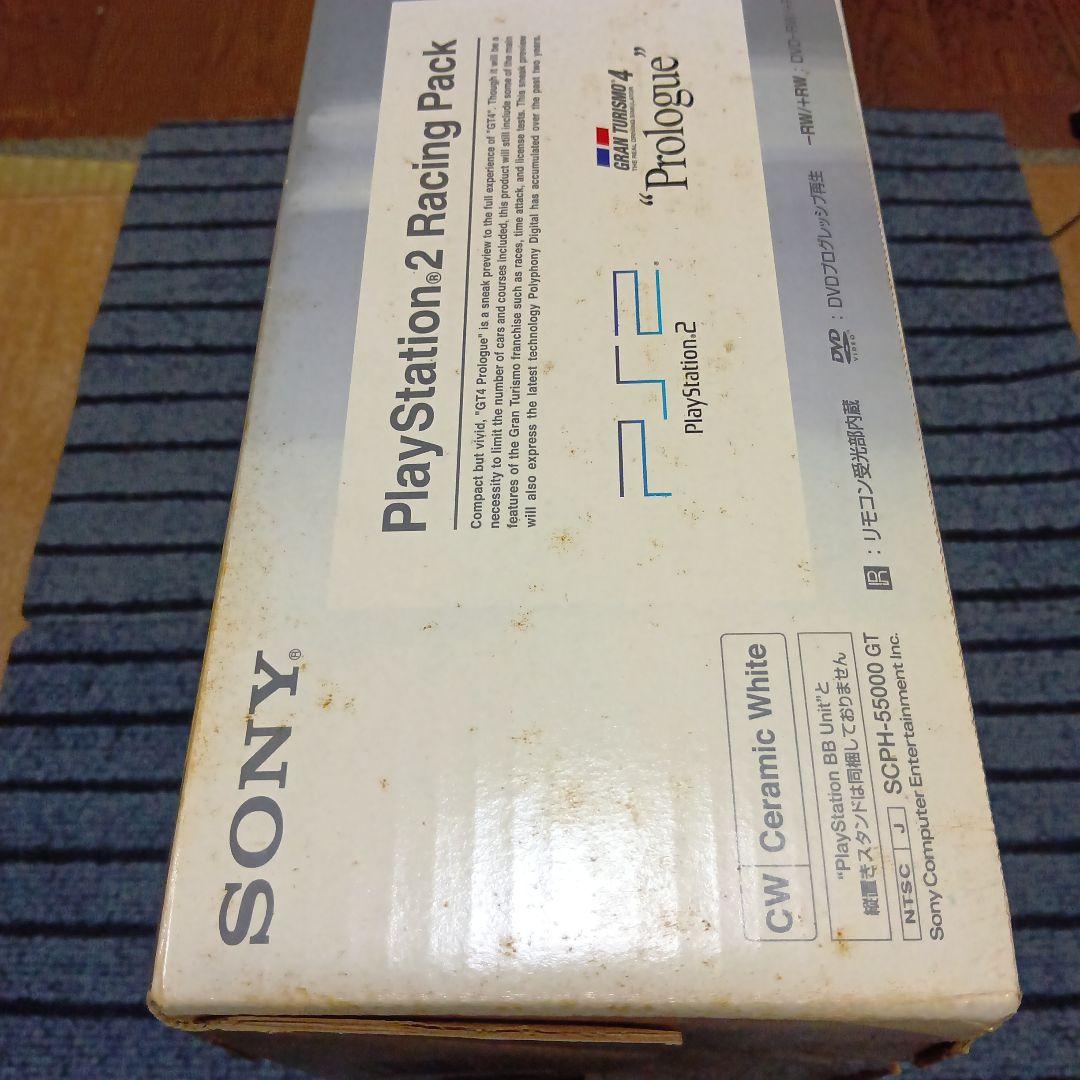 SONY®
PlayStation®2 Racing Pack
Compact but vivid, "GT4 Prologue" is a sneak preview to the full experience of "GT4". Though it will be a
necessity to limit the number of cars and courses included, this product will still include some of the main
features of the Gran Turismo franchise such as races, time attack, and license tests. This sneak preview
will also express the latest technology Polyphony Digital has accumulated over the past two years.
PS2®
PlayStation®2
GRAN TURISMO® 4
THE REAL DRIVING SIMULATOR
“Prologue”
CW Ceramic White
“PlayStation BB Unit”と
縦置きスタンドは同梱しておりません
NTSC J SCPH-55000 GT
Sony Computer Entertainment Inc.
IR : リモコン受光部内蔵
DVD VIDEO : DVDプログレッシブ再生
-RW/+RW : DVD-RW